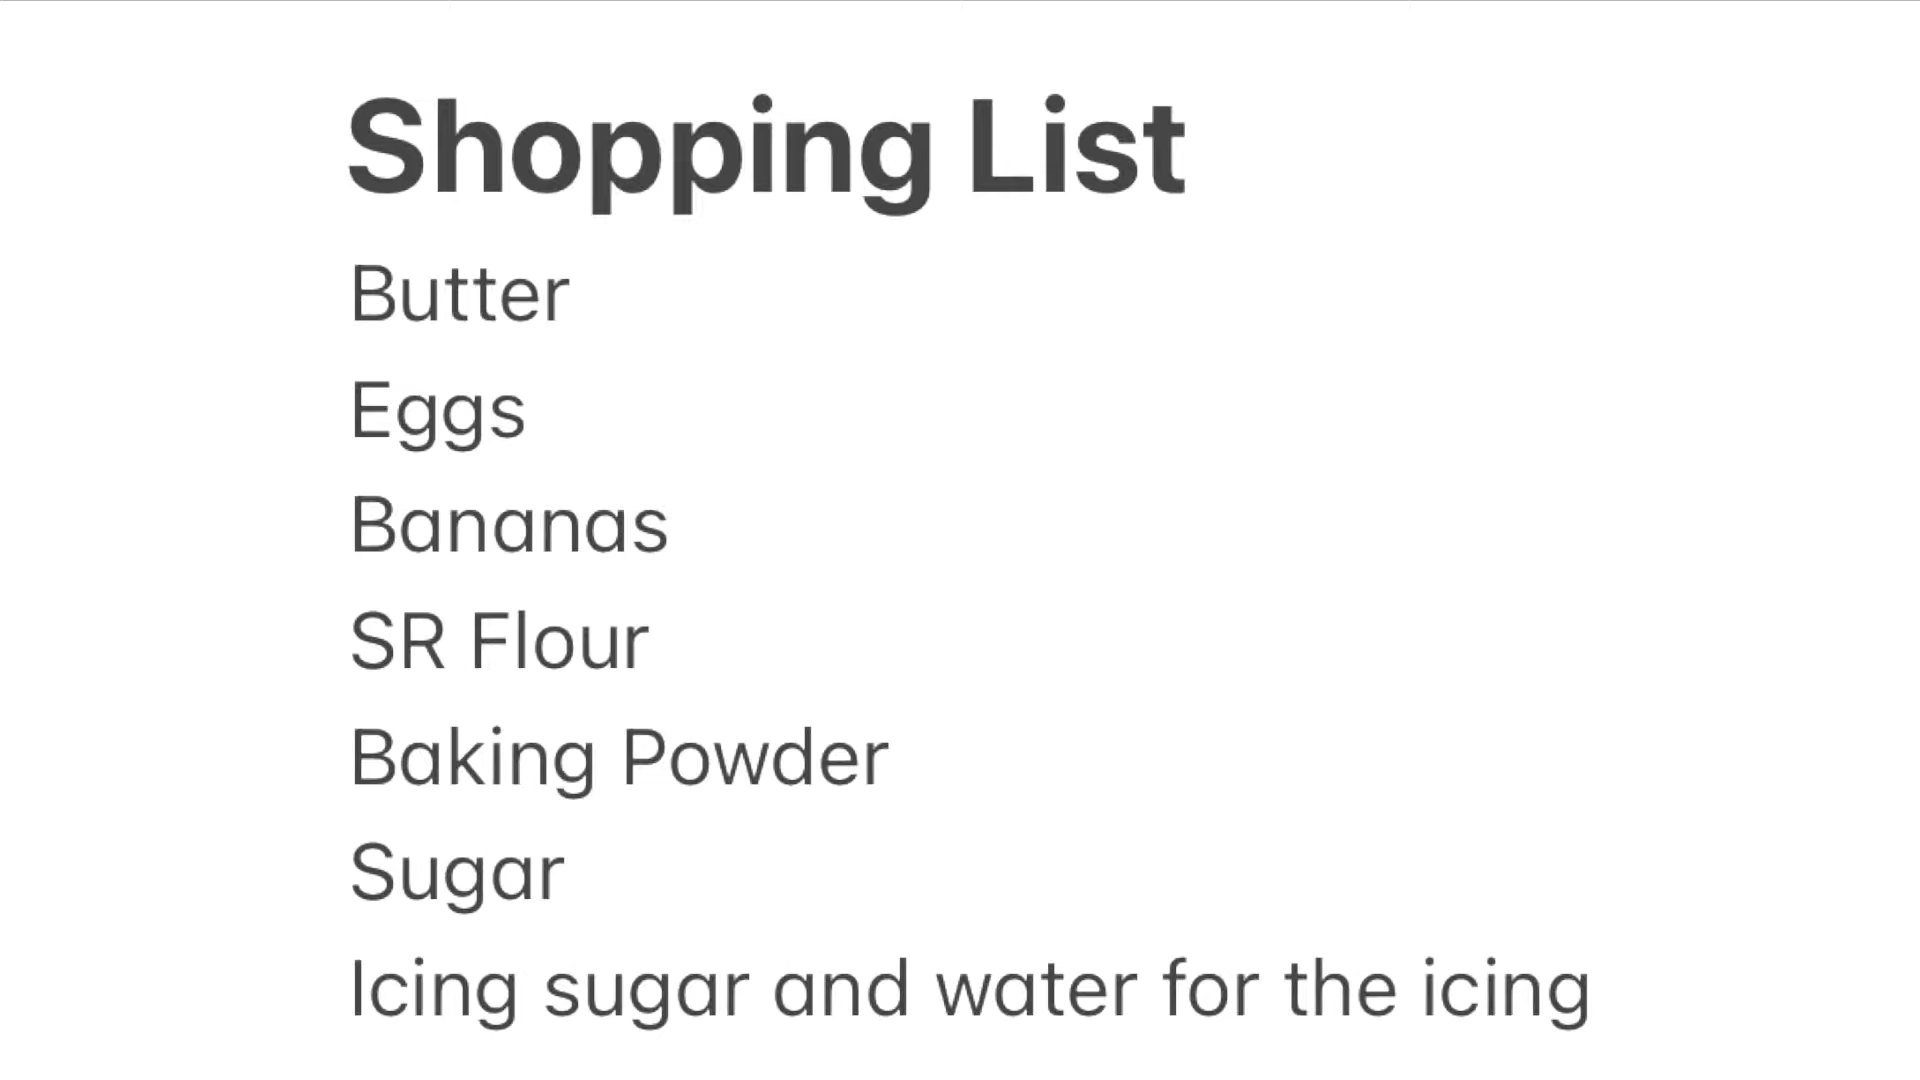 Shopping List
Butter
Eggs
Bananas
SR Flour
Baking Powder
Sugar
Icing sugar and water for the icing